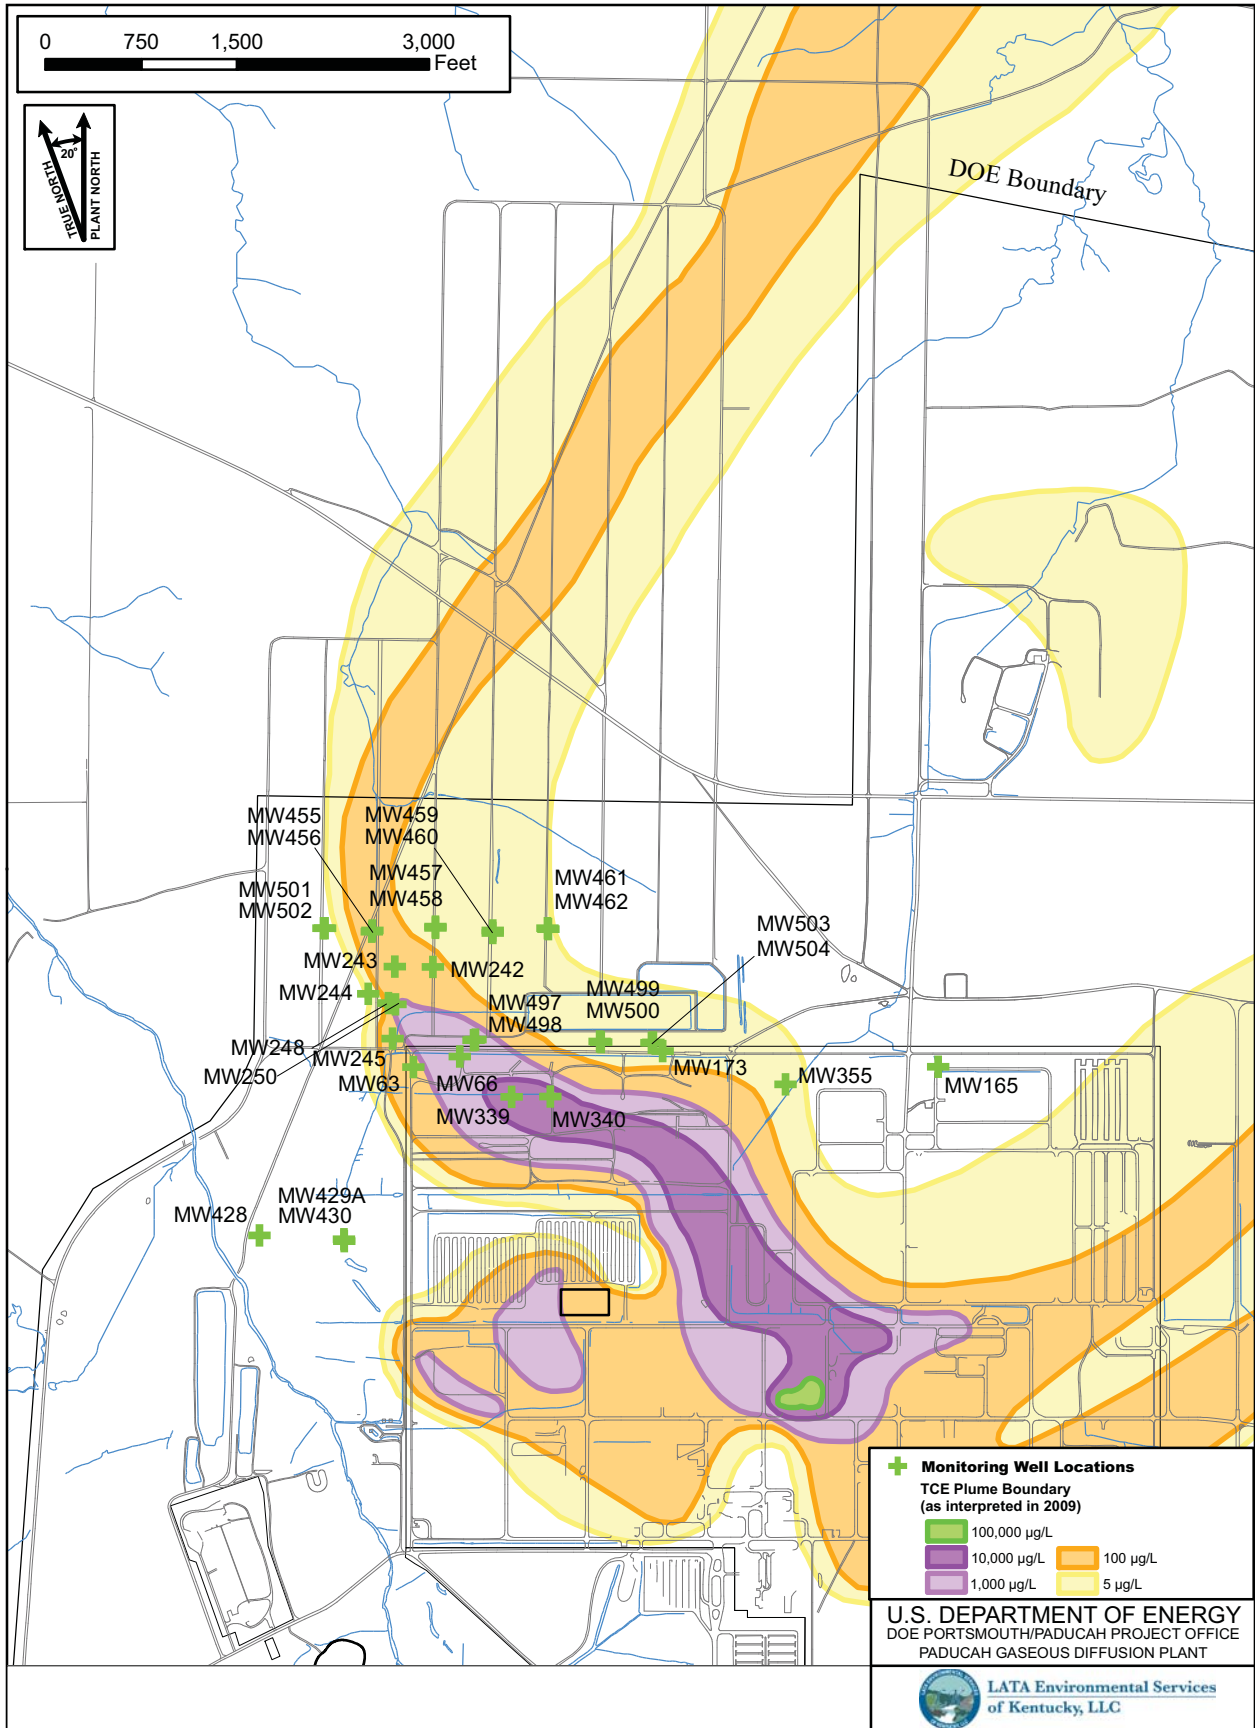 0 750 1,500 3,000
Feet
20°
TRUE NORTH
PLANT NORTH
DOE Boundary
MW455
MW456
MW459
MW460
MW457
MW458
MW461
MW462
MW501
MW502
MW503
MW504
MW243
MW242
MW244
MW499
MW500
MW497
MW498
MW248
MW245
MW250
MW63
MW66
MW173
MW355
MW165
MW339
MW340
MW428
MW429A
MW430
Monitoring Well Locations
TCE Plume Boundary
(as interpreted in 2009)
100,000 µg/L
10,000 µg/L
100 µg/L
1,000 µg/L
5 µg/L
U.S. DEPARTMENT OF ENERGY
DOE PORTSMOUTH/PADUCAH PROJECT OFFICE
PADUCAH GASEOUS DIFFUSION PLANT
LATA Environmental Services
of Kentucky, LLC